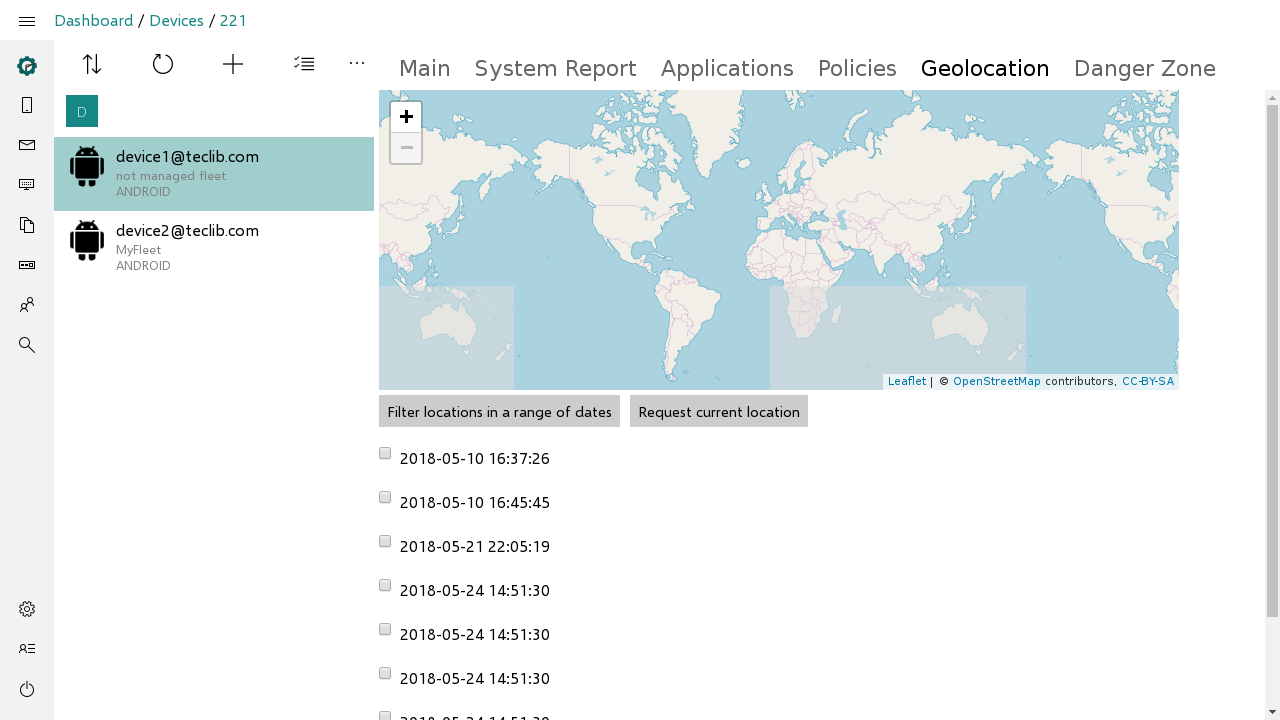 Dashboard / Devices / 221
Main System Report Applications Policies Geolocation Danger Zone
D
device1@teclib.com
not managed fleet
ANDROID
device2@teclib.com
MyFleet
ANDROID
+
−
Leaflet | © OpenStreetMap contributors, CC-BY-SA
Filter locations in a range of dates Request current location
2018-05-10 16:37:26
2018-05-10 16:45:45
2018-05-21 22:05:19
2018-05-24 14:51:30
2018-05-24 14:51:30
2018-05-24 14:51:30